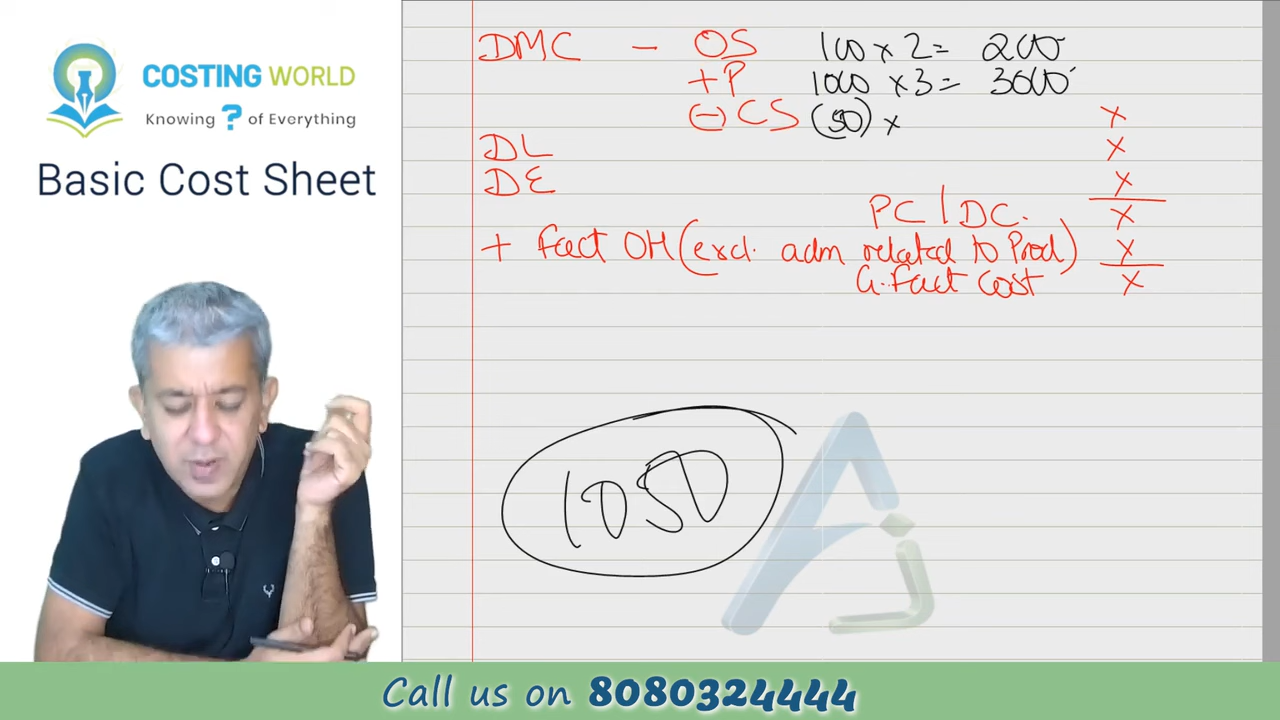 COSTING WORLD
Knowing ? of Everything
Basic Cost Sheet
DMC - OS 100 x 2 = 200
+ P 1000 x 3 = 3000
(-) CS (50) x x
DL x
DE x
PC / DC. x
+ Fact OH (excl. adm related to Prod) x
G. Fact Cost x
1050
Call us on 8080324444